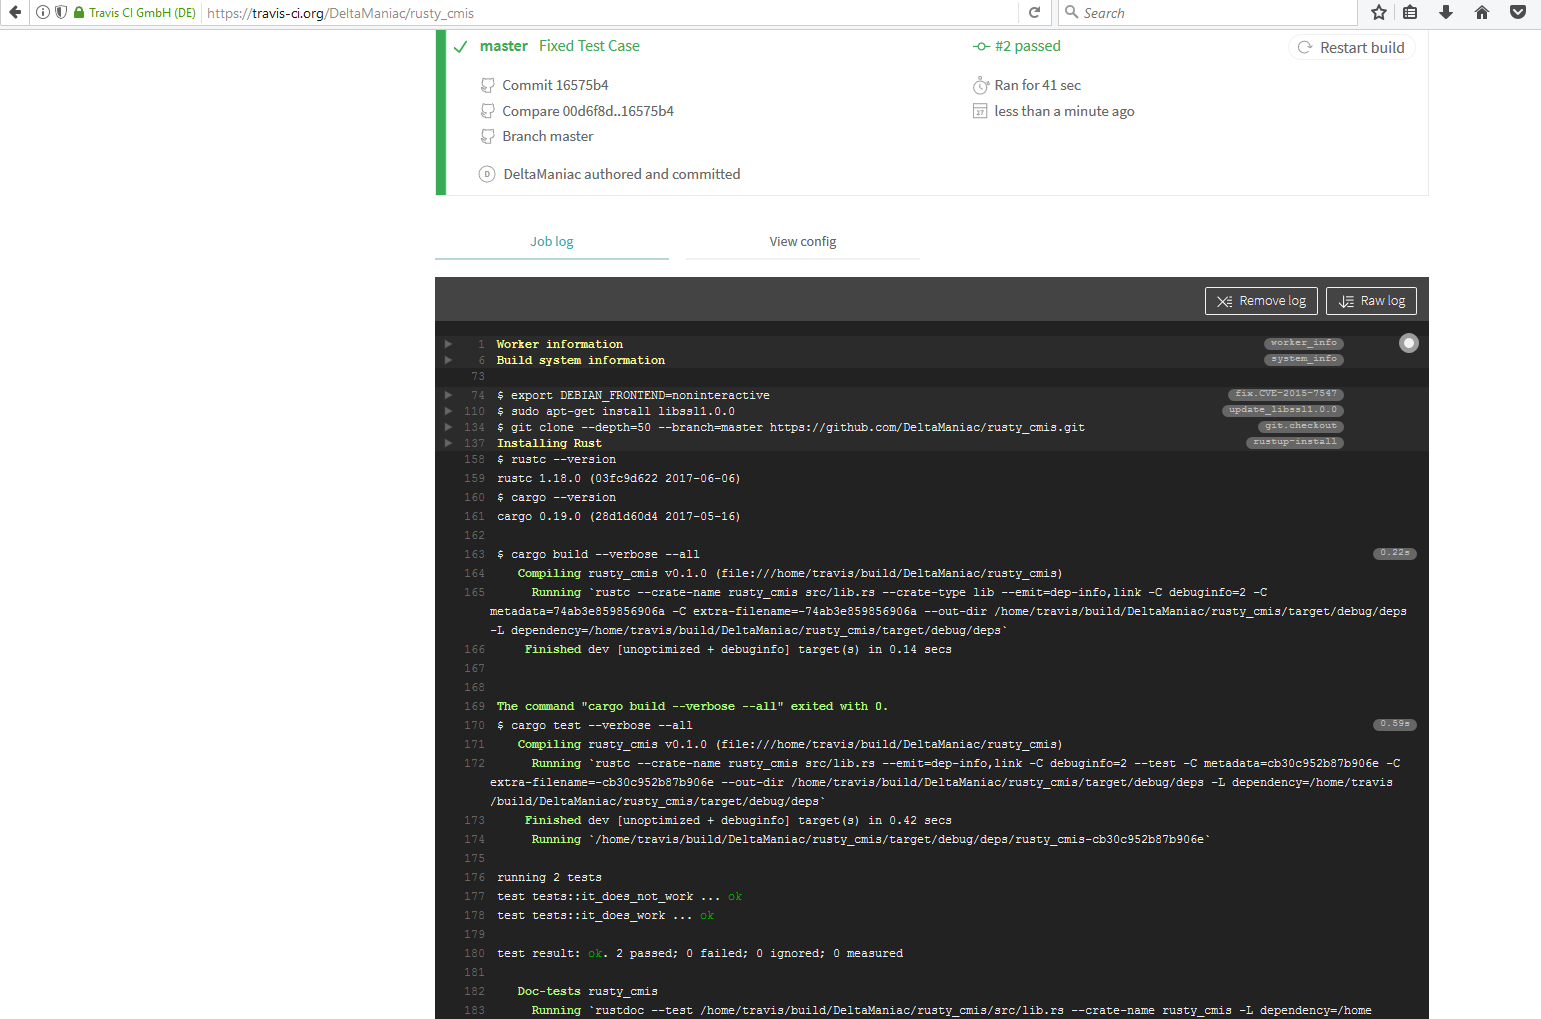 Travis CI GmbH (DE) https://travis-ci.org/DeltaManiac/rusty_cmis Search
master Fixed Test Case #2 passed Restart build
Commit 16575b4 Ran for 41 sec
Compare 00d6f8d..16575b4 less than a minute ago
Branch master
D DeltaManiac authored and committed
Job log View config
Remove log Raw log
1 Worker information worker_info
6 Build system information system_info
73
74 $ export DEBIAN_FRONTEND=noninteractive fix.CVE-2015-7547
110 $ sudo apt-get install libssl1.0.0 update_libssl1.0.0
134 $ git clone --depth=50 --branch=master https://github.com/DeltaManiac/rusty_cmis.git git.checkout
137 Installing Rust rustup-install
158 $ rustc --version
159 rustc 1.18.0 (03fc9d622 2017-06-06)
160 $ cargo --version
161 cargo 0.19.0 (28d1d60d4 2017-05-16)
162
163 $ cargo build --verbose --all 0.22s
164 Compiling rusty_cmis v0.1.0 (file:///home/travis/build/DeltaManiac/rusty_cmis)
165 Running `rustc --crate-name rusty_cmis src/lib.rs --crate-type lib --emit=dep-info,link -C debuginfo=2 -C
metadata=74ab3e859856906a -C extra-filename=-74ab3e859856906a --out-dir /home/travis/build/DeltaManiac/rusty_cmis/target/debug/deps
-L dependency=/home/travis/build/DeltaManiac/rusty_cmis/target/debug/deps`
166 Finished dev [unoptimized + debuginfo] target(s) in 0.14 secs
167
168
169 The command "cargo build --verbose --all" exited with 0.
170 $ cargo test --verbose --all 0.59s
171 Compiling rusty_cmis v0.1.0 (file:///home/travis/build/DeltaManiac/rusty_cmis)
172 Running `rustc --crate-name rusty_cmis src/lib.rs --emit=dep-info,link -C debuginfo=2 --test -C metadata=cb30c952b87b906e -C
extra-filename=-cb30c952b87b906e --out-dir /home/travis/build/DeltaManiac/rusty_cmis/target/debug/deps -L dependency=/home/travis
/build/DeltaManiac/rusty_cmis/target/debug/deps`
173 Finished dev [unoptimized + debuginfo] target(s) in 0.42 secs
174 Running `/home/travis/build/DeltaManiac/rusty_cmis/target/debug/deps/rusty_cmis-cb30c952b87b906e`
175
176 running 2 tests
177 test tests::it_does_not_work ... ok
178 test tests::it_does_work ... ok
179
180 test result: ok. 2 passed; 0 failed; 0 ignored; 0 measured
181
182 Doc-tests rusty_cmis
183 Running `rustdoc --test /home/travis/build/DeltaManiac/rusty_cmis/src/lib.rs --crate-name rusty_cmis -L dependency=/home